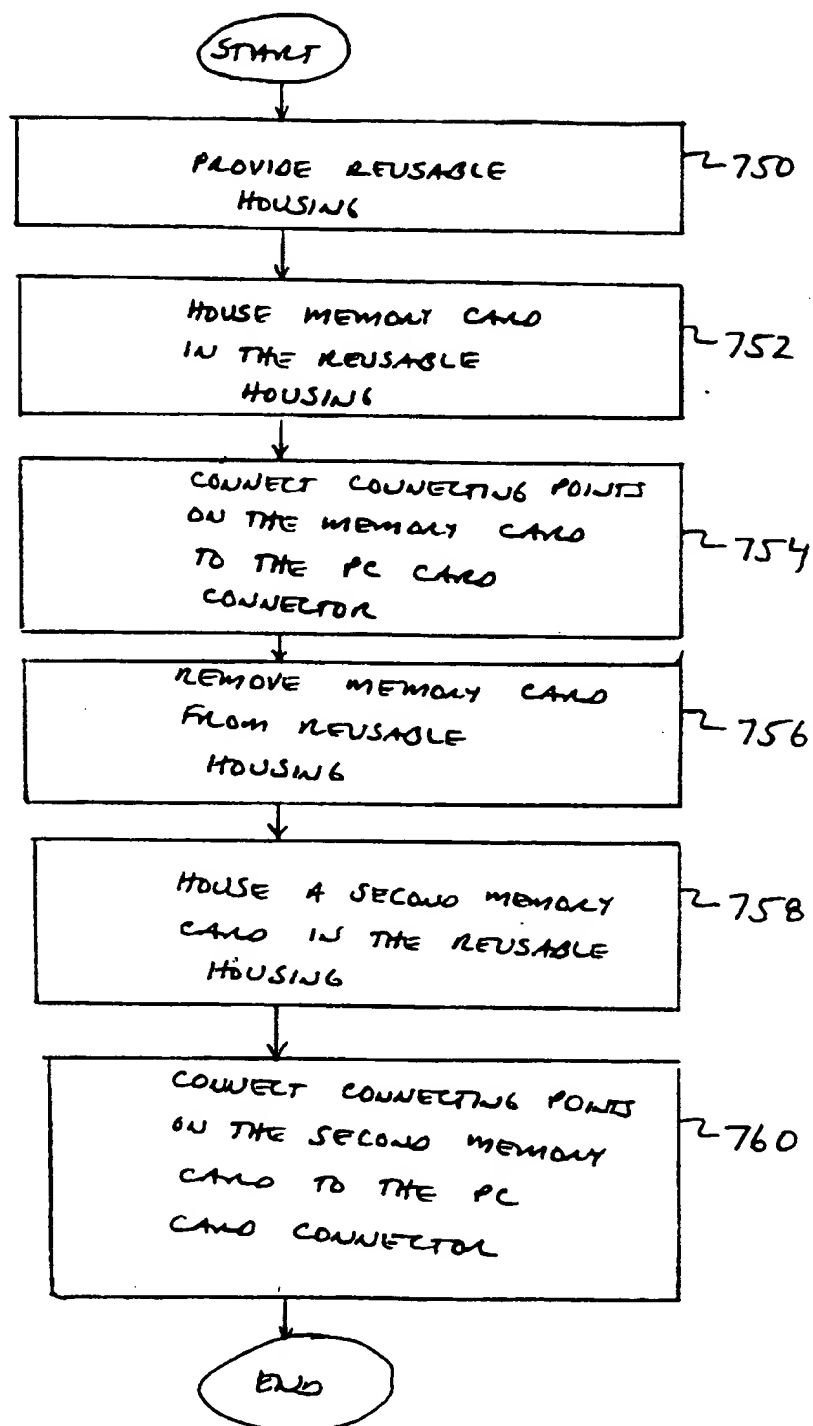 START
PROVIDE REUSABLE
HOUSING
750
HOUSE MEMORY CARD
IN THE REUSABLE
HOUSING
752
CONNECT CONNECTING POINTS
ON THE MEMORY CARD
TO THE PC CARD
CONNECTOR
754
REMOVE MEMORY CARD
FROM REUSABLE
HOUSING
756
HOUSE A SECOND MEMORY
CARD IN THE REUSABLE
HOUSING
758
CONNECT CONNECTING POINTS
ON THE SECOND MEMORY
CARD TO THE PC
CARD CONNECTOR
760
END